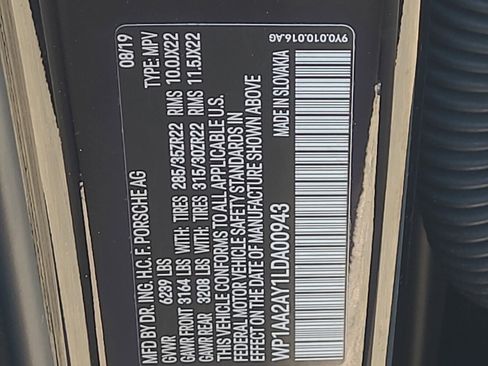 MFG BY DR. ING. H.C. F. PORSCHE AG 08/19
GVWR 6239 LBS TYPE: MPV
GAWR FRONT 3164 LBS WITH: TIRES 285/35ZR22 RIMS 10.0JX22
GAWR REAR 3208 LBS WITH: TIRES 315/30ZR22 RIMS 11.5JX22
THIS VEHICLE CONFORMS TO ALL APPLICABLE U.S.
FEDERAL MOTOR VEHICLE SAFETY STANDARDS IN
EFFECT ON THE DATE OF MANUFACTURE SHOWN ABOVE
WP1AA2AY1LDA00943 MADE IN SLOVAKIA
9Y0.010.016.AG